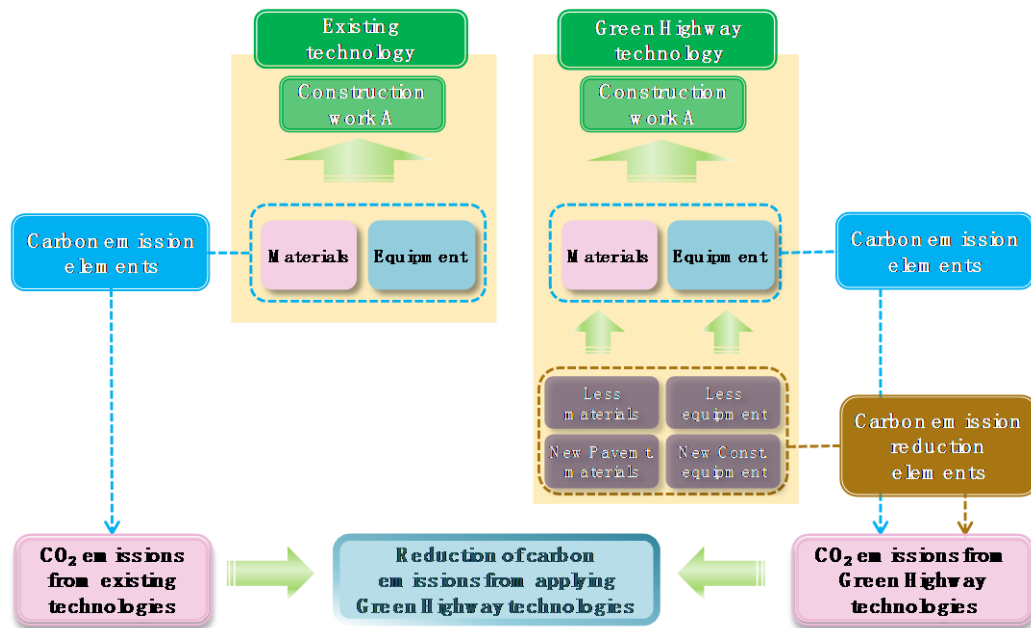 Existing
technology
Construction
work A
Carbon emission
elements
Materials
Equipment
Green Highway
technology
Construction
work A
Materials
Equipment
Carbon emission
elements
Less
materials
Less
equipment
New Pavem't
materials
New Const.
equipment
Carbon emission
reduction
elements
CO₂ emissions
from existing
technologies
Reduction of carbon
emissions from applying
Green Highway technologies
CO₂ emissions from
Green Highway
technologies